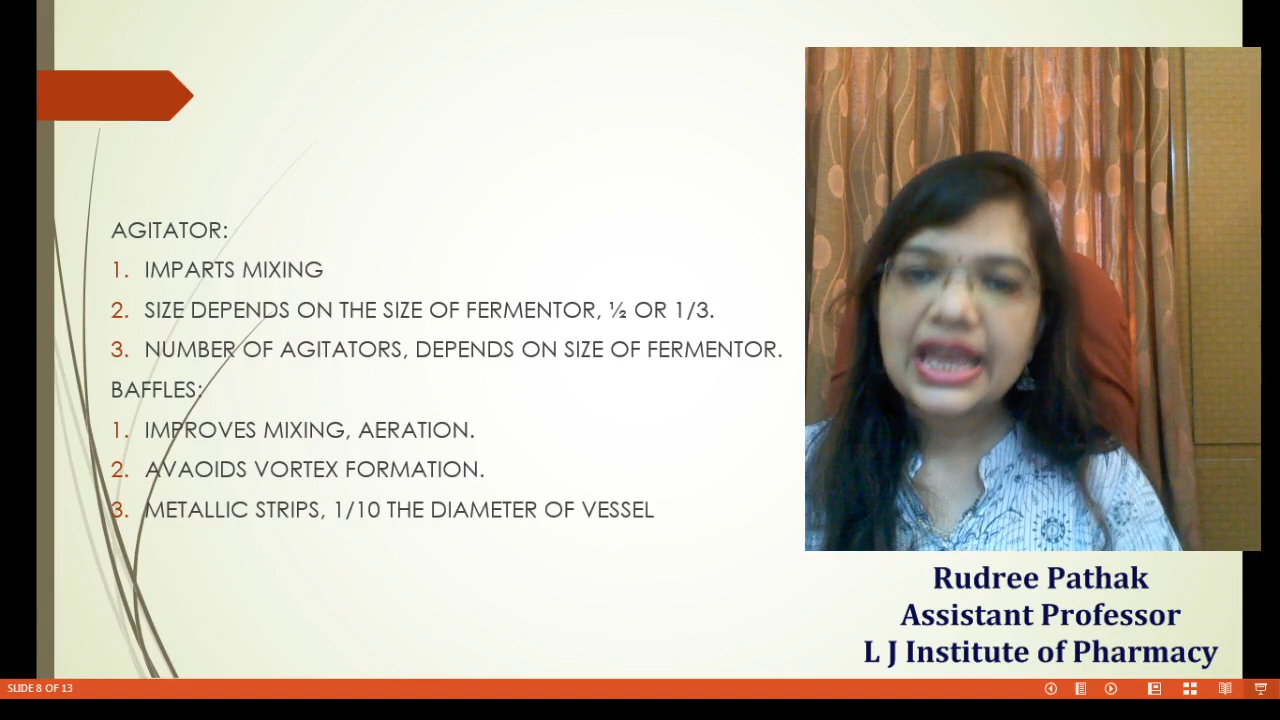 AGITATOR:
1. IMPARTS MIXING
2. SIZE DEPENDS ON THE SIZE OF FERMENTOR, ½ OR 1/3.
3. NUMBER OF AGITATORS, DEPENDS ON SIZE OF FERMENTOR.
BAFFLES:
1. IMPROVES MIXING, AERATION.
2. AVAOIDS VORTEX FORMATION.
3. METALLIC STRIPS, 1/10 THE DIAMETER OF VESSEL
Rudree Pathak
Assistant Professor
L J Institute of Pharmacy
SLIDE 8 OF 13